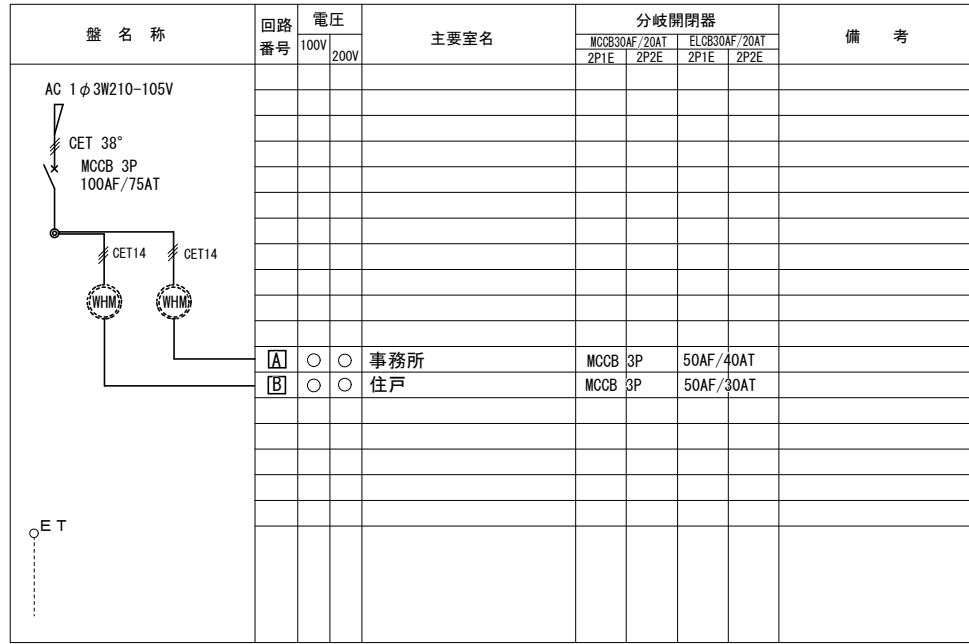 盤 名 称
回路
番号
電圧
100V
200V
主要室名
分岐開閉器
MCCB30AF/20AT
ELCB30AF/20AT
2P1E
2P2E
2P1E
2P2E
備 考
AC 1φ3W210-105V
CET 38°
MCCB 3P
100AF/75AT
CET14
CET14
WHM
WHM
A ○ ○ 事務所 MCCB 3P 50AF/40AT
B ○ ○ 住戸 MCCB 3P 50AF/30AT
ET